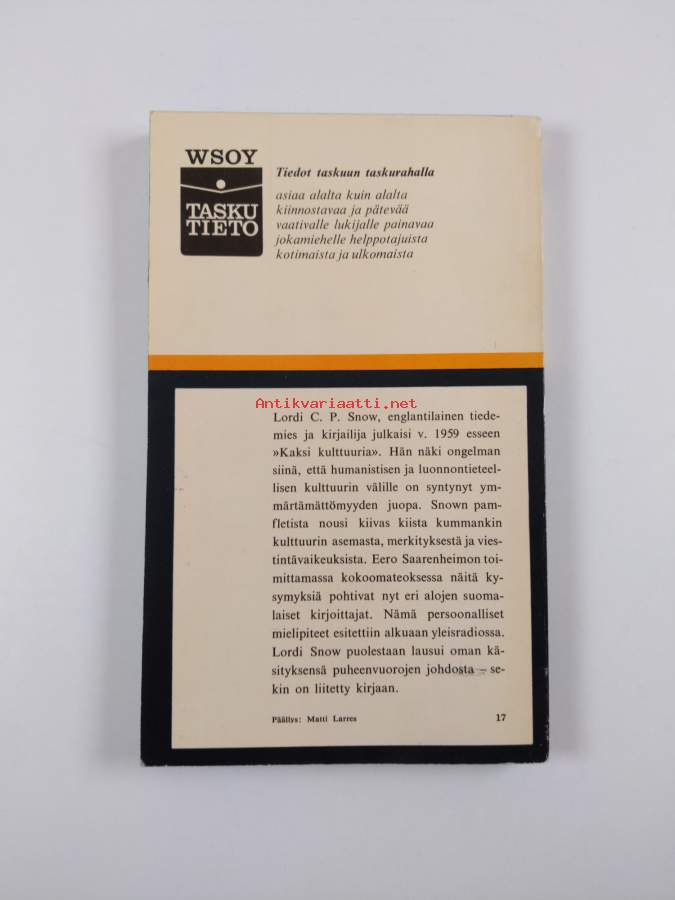 WSOY
TASKU
TIETO
Tiedot taskuun taskurahalla
asiaa alalta kuin alalta
kiinnostavaa ja pätevää
vaativalle lukijalle painavaa
jokamiehelle helppotajuista
kotimaista ja ulkomaista
Antikvariaatti.net
Lordi C. P. Snow, englantilainen tiede-
mies ja kirjailija julkaisi v. 1959 esseen
»Kaksi kulttuuria». Hän näki ongelman
siinä, että humanistisen ja luonnontieteel-
lisen kulttuurin välille on syntynyt ym-
märtämättömyyden juopa. Snown pam-
fletista nousi kiivas kiista kummankin
kulttuurin asemasta, merkityksestä ja vies-
tintävaikeuksista. Eero Saarenheimon toi-
mittamassa kokoomateoksessa näitä ky-
symyksiä pohtivat nyt eri alojen suoma-
laiset kirjoittajat. Nämä persoonalliset
mielipiteet esitettiin alkuaan yleisradiossa.
Lordi Snow puolestaan lausui oman kä-
sityksensä puheenvuorojen johdosta – se-
kin on liitetty kirjaan.
Päällys: Matti Larres 17